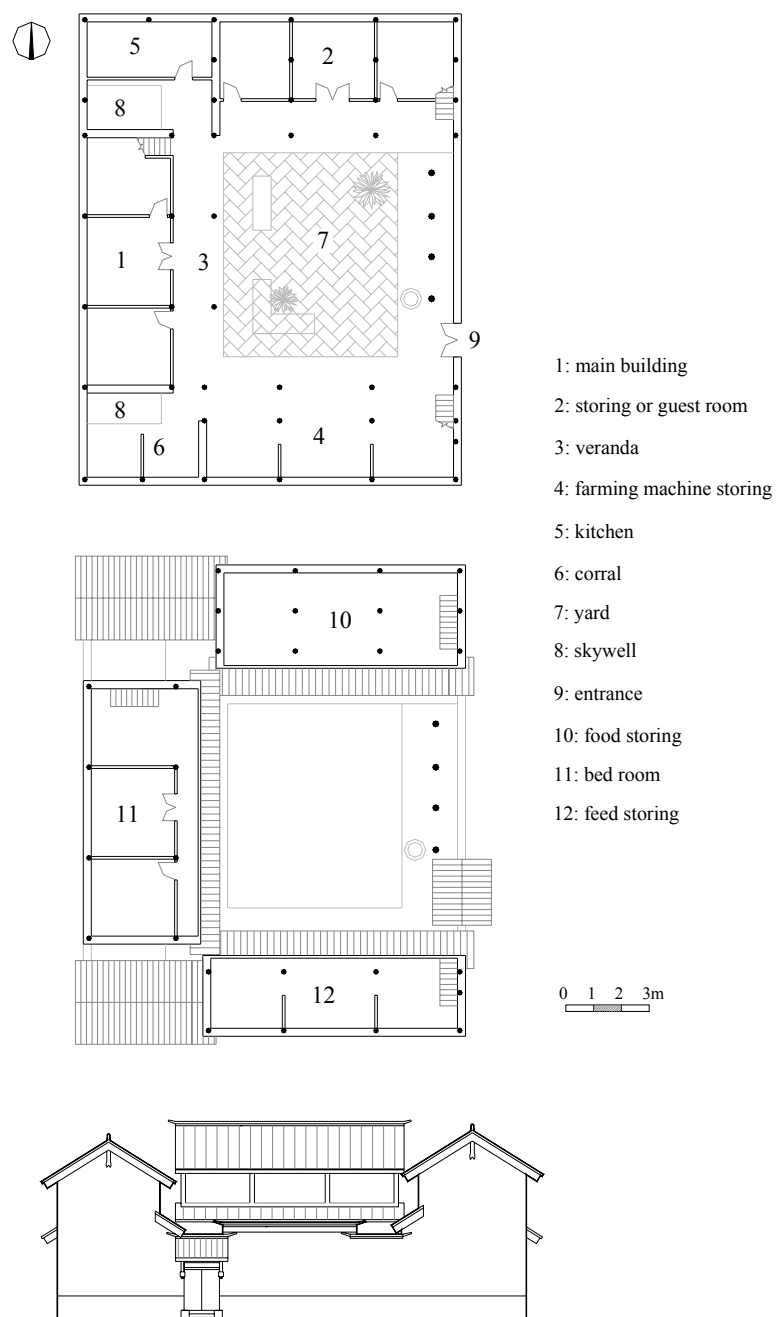 5
2
8
1
3
7
9
8
6
4
1: main building
2: storing or guest room
3: veranda
4: farming machine storing
5: kitchen
6: corral
7: yard
8: skywell
9: entrance
10: food storing
11: bed room
12: feed storing
10
11
12
0 1 2 3m